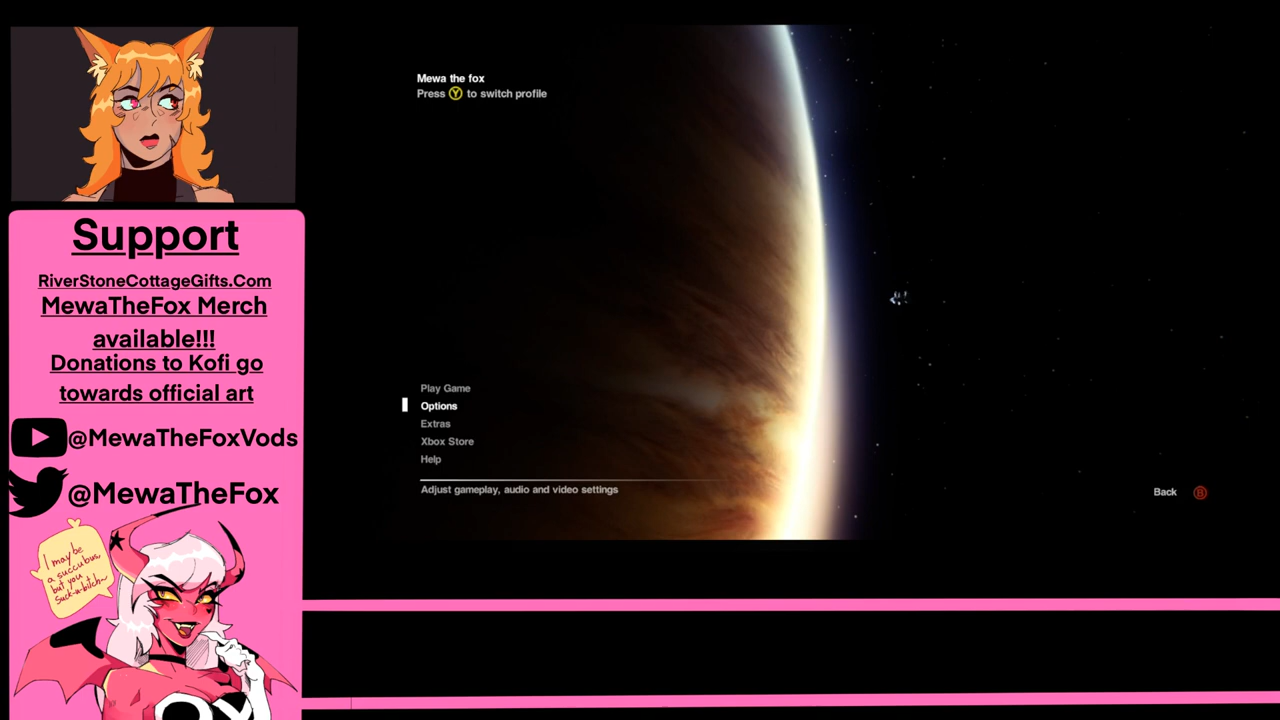 Support
RiverStoneCottageGifts.Com
MewaTheFox Merch
available!!!
Donations to Kofi go
towards official art
@MewaTheFoxVods
@MewaTheFox
I may be
a succubus,
but you
suck-a-bitch~
Mewa the fox
Press Y to switch profile
Play Game
Options
Extras
Xbox Store
Help
Adjust gameplay, audio and video settings
Back B